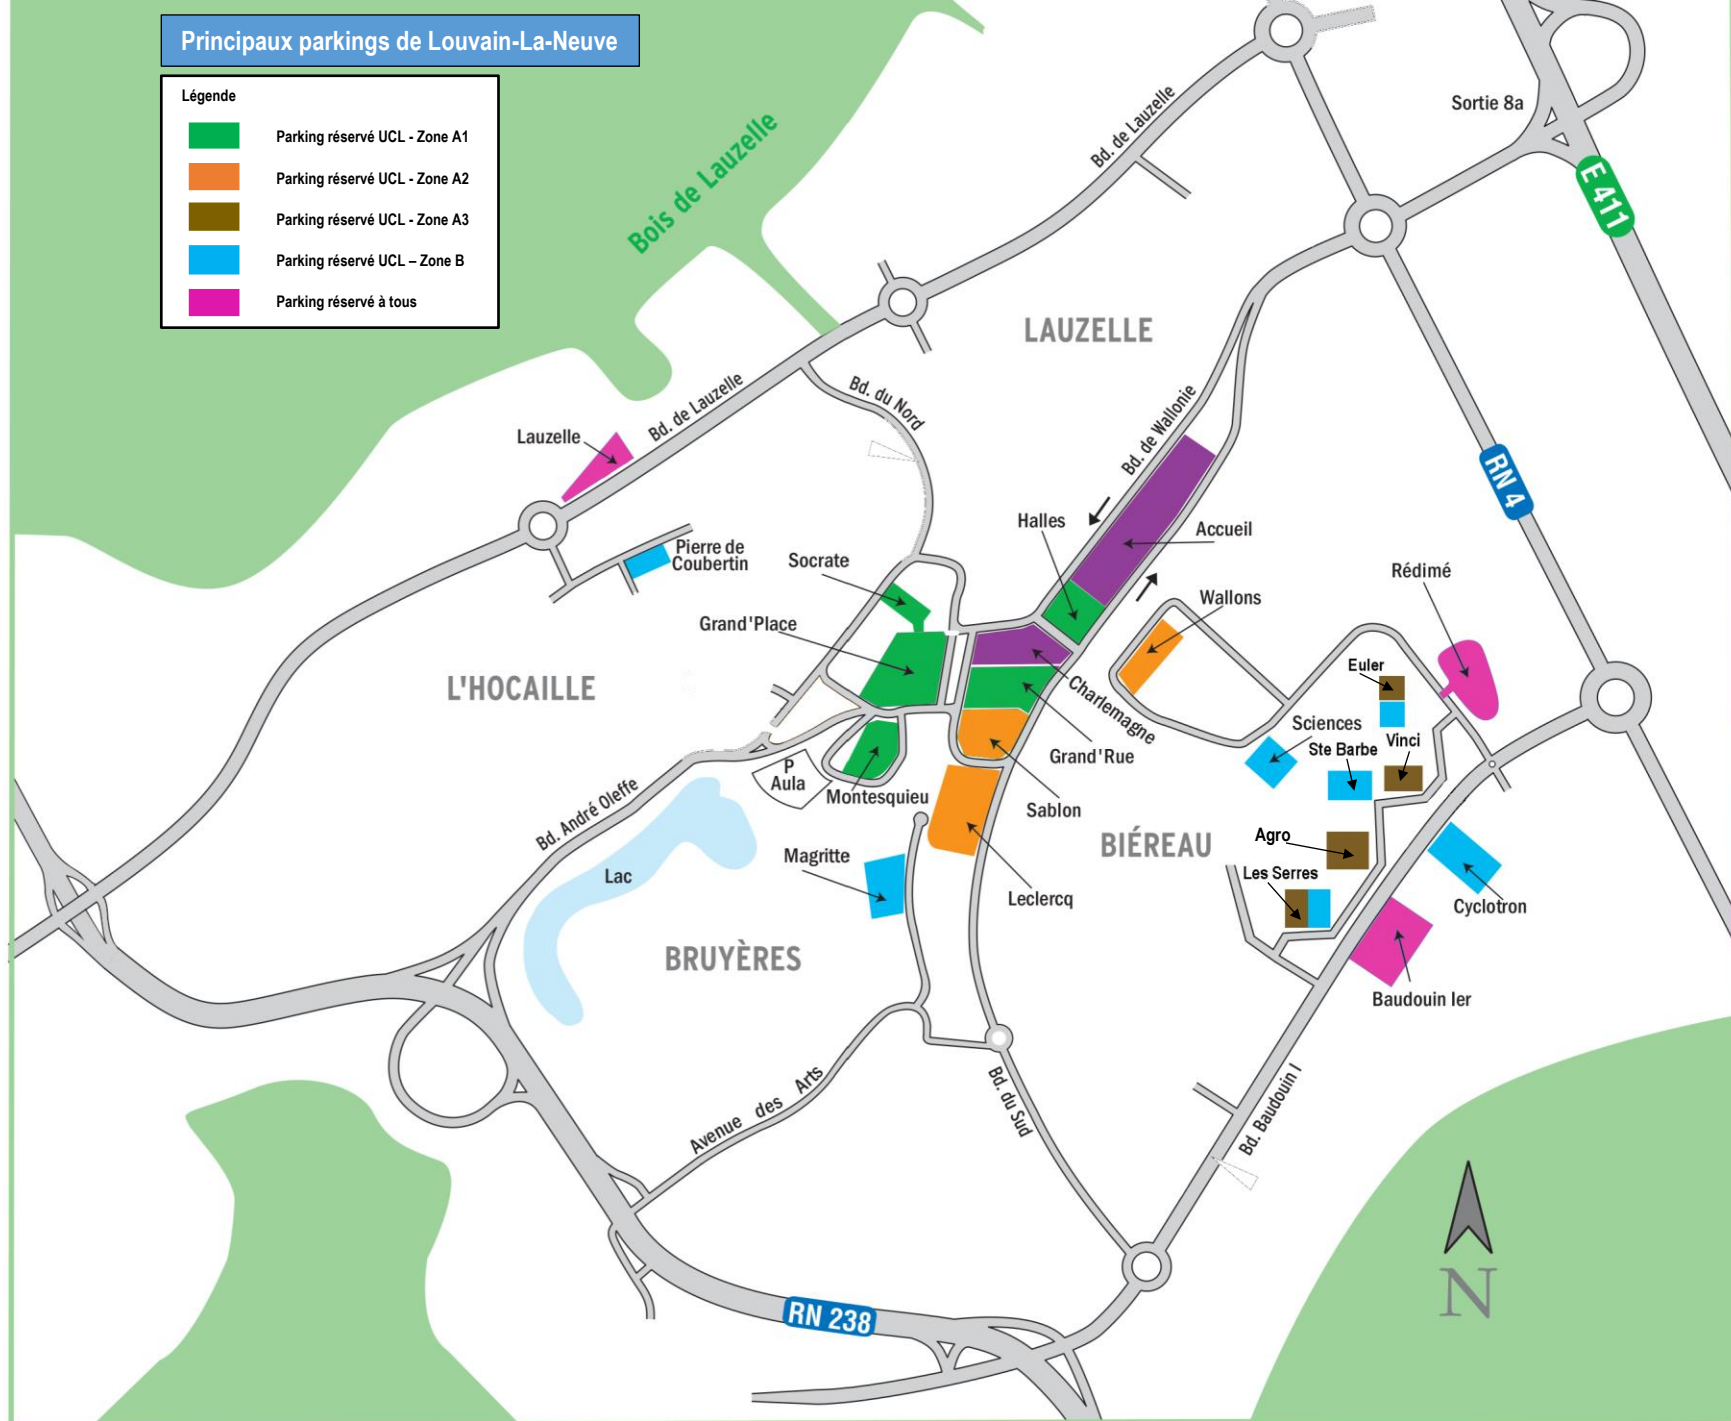 Principaux parkings de Louvain-La-Neuve
Légende
Parking réservé UCL - Zone A1
Parking réservé UCL - Zone A2
Parking réservé UCL - Zone A3
Parking réservé UCL – Zone B
Parking réservé à tous
Bois de Lauzelle
Bd. de Lauzelle
Sortie 8a
E 411
LAUZELLE
Bd. de Lauzelle
Bd. du Nord
Bd. de Wallonie
Lauzelle
RN 4
Halles
Accueil
Pierre de
Coubertin
Socrate
Rédimé
Wallons
Grand'Place
Euler
L'HOCAILLE
Charlemagne
Sciences
Ste Barbe
Vinci
Grand'Rue
P
Aula
Montesquieu
Sablon
Bd. André Oleffe
Agro
BIÉREAU
Magritte
Lac
Les Serres
Leclercq
Cyclotron
BRUYÈRES
Baudouin Ier
Avenue des Arts
Bd. du Sud
Bd. Baudouin I
N
RN 238